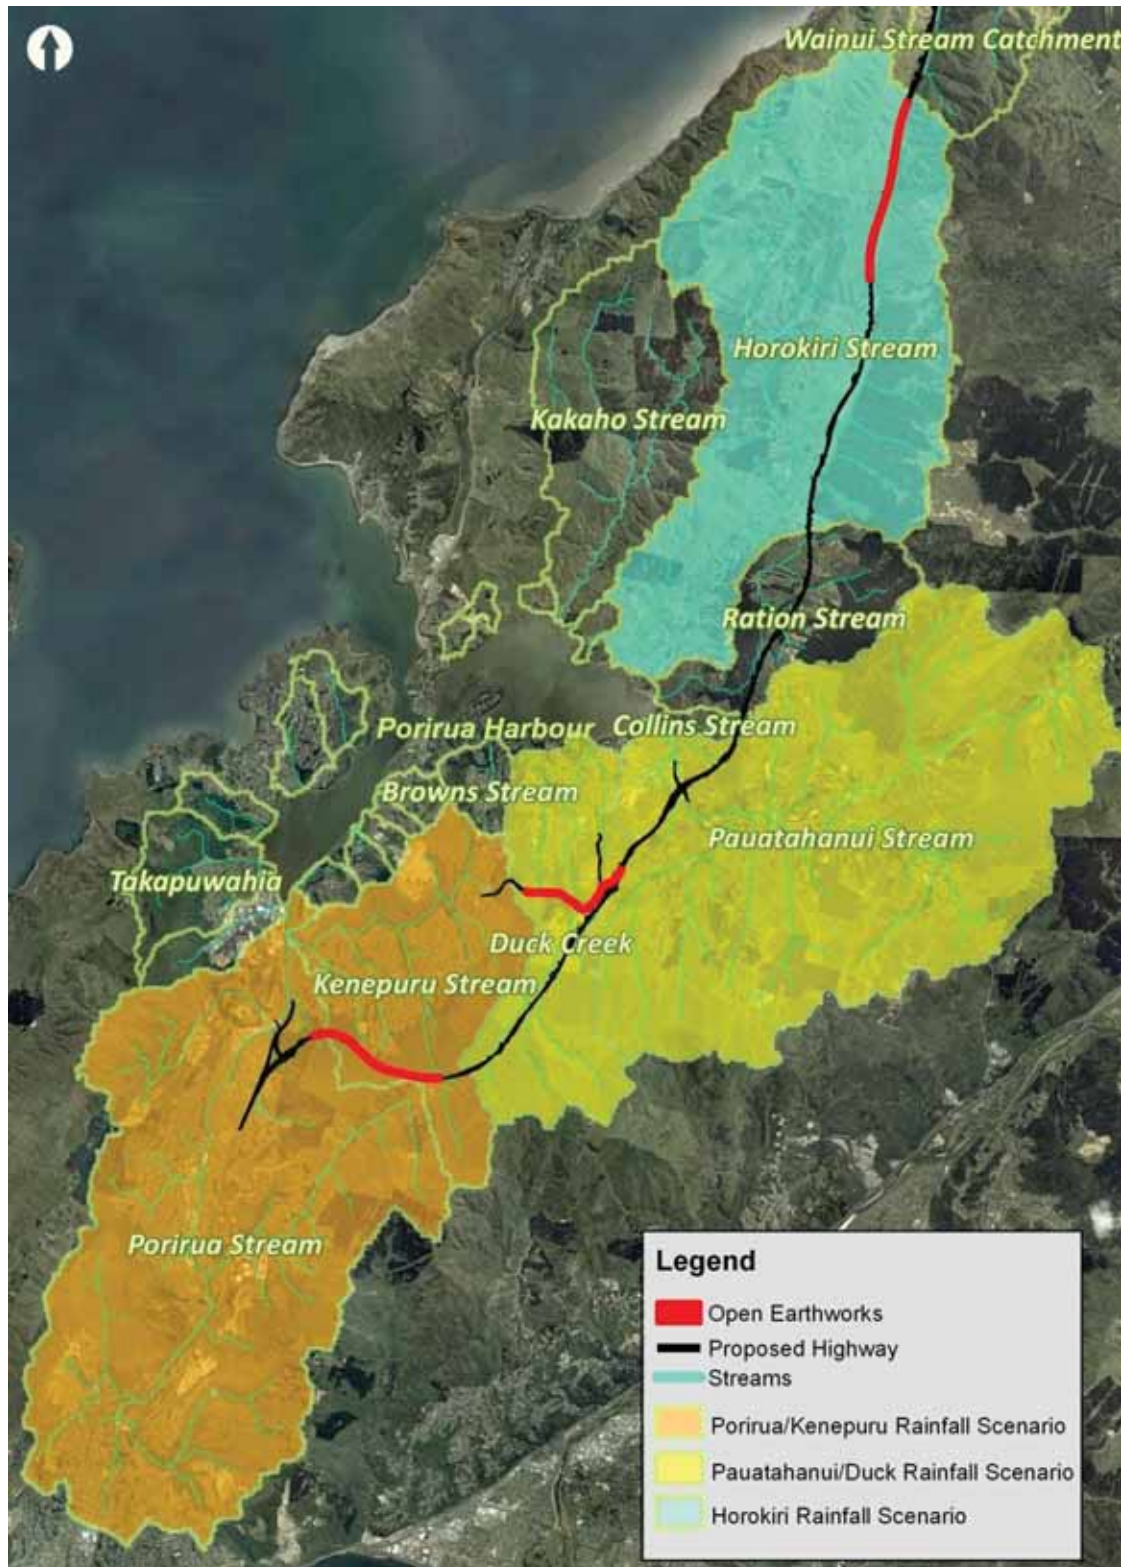 Wainui Stream Catchment
Horokiri Stream
Kakaho Stream
Ration Stream
Collins Stream
Porirua Harbour
Browns Stream
Pauatahanui Stream
Takapuwahia
Duck Creek
Kenepuru Stream
Porirua Stream
Legend
Open Earthworks
Proposed Highway
Streams
Porirua/Kenepuru Rainfall Scenario
Pauatahanui/Duck Rainfall Scenario
Horokiri Rainfall Scenario